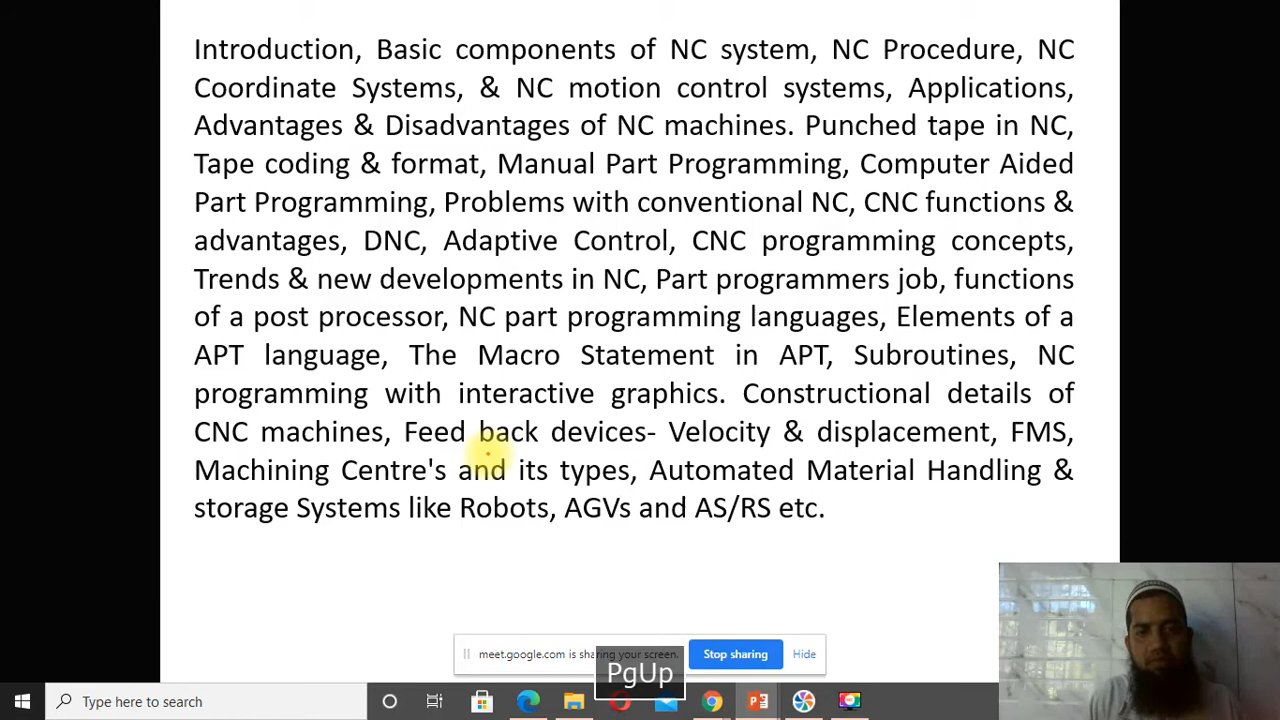 Introduction, Basic components of NC system, NC Procedure, NC
Coordinate Systems, & NC motion control systems, Applications,
Advantages & Disadvantages of NC machines. Punched tape in NC,
Tape coding & format, Manual Part Programming, Computer Aided
Part Programming, Problems with conventional NC, CNC functions &
advantages, DNC, Adaptive Control, CNC programming concepts,
Trends & new developments in NC, Part programmers job, functions
of a post processor, NC part programming languages, Elements of a
APT language, The Macro Statement in APT, Subroutines, NC
programming with interactive graphics. Constructional details of
CNC machines, Feed back devices- Velocity & displacement, FMS,
Machining Centre's and its types, Automated Material Handling &
storage Systems like Robots, AGVs and AS/RS etc.
meet.google.com is sharing your screen.
Stop sharing
Hide
PgUp
Type here to search